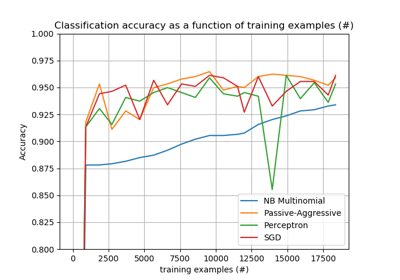 Classification accuracy as a function of training examples (#)
1.000
0.975
0.950
0.925
0.900
0.875
0.850
0.825
0.800
Accuracy
NB Multinomial
Passive-Aggressive
Perceptron
SGD
0 2500 5000 7500 10000 12500 15000 17500
training examples (#)